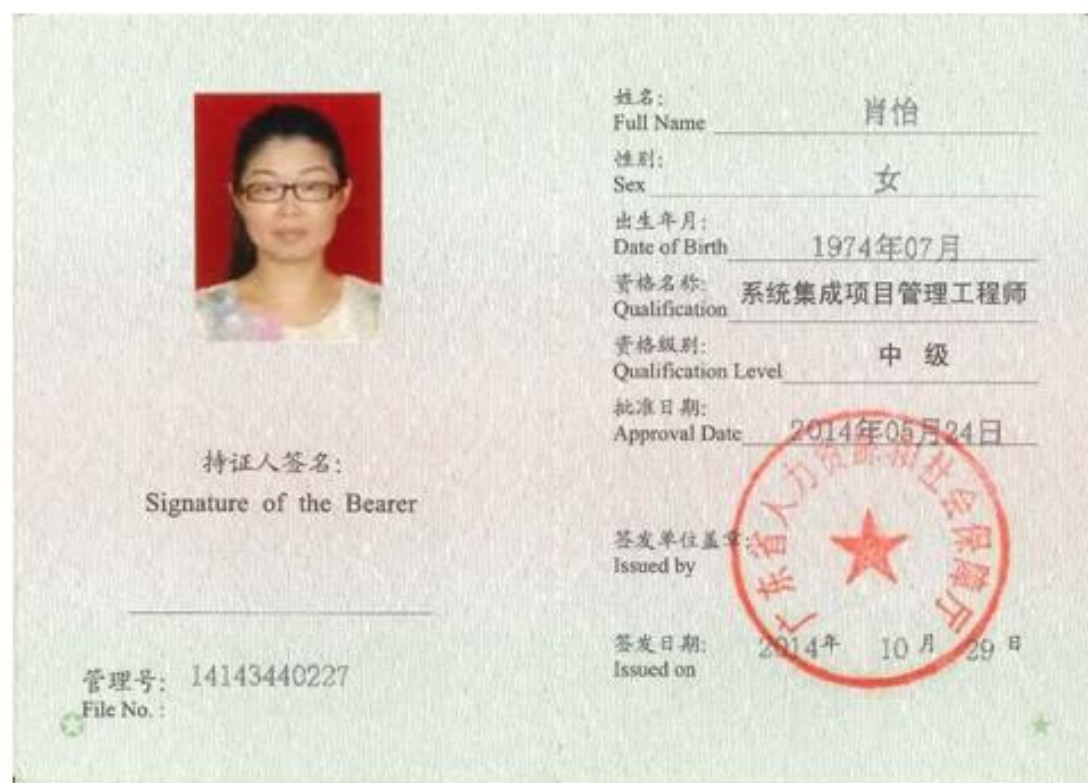 持证人签名:
Signature of the Bearer
管理号: 14143440227
File No. :
姓名: 肖怡
Full Name
性别: 女
Sex
出生年月: 1974年07月
Date of Birth
资格名称: 系统集成项目管理工程师
Qualification
资格级别: 中 级
Qualification Level
批准日期: 2014年05月24日
Approval Date
签发单位盖章:
Issued by
广东省人力资源和社会保障厅
签发日期: 2014年 10月 29日
Issued on